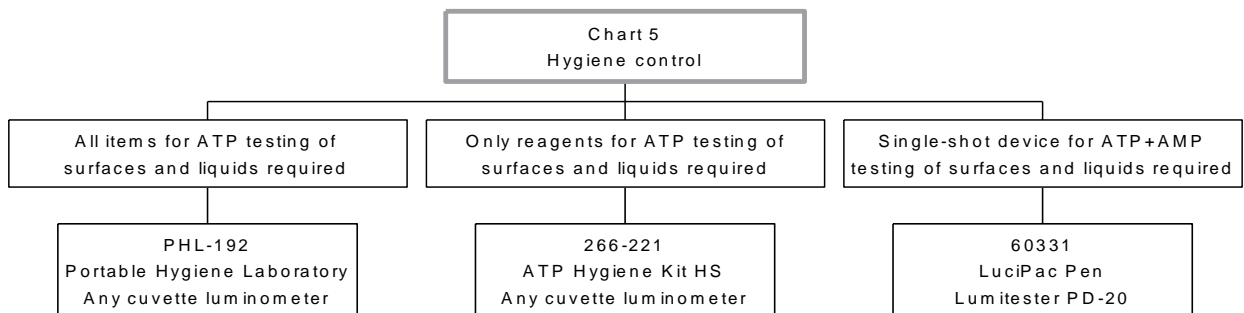 Chart 5
Hygiene control
All items for ATP testing of
surfaces and liquids required
Only reagents for ATP testing of
surfaces and liquids required
Single-shot device for ATP+AMP
testing of surfaces and liquids required
PHL-192
Portable Hygiene Laboratory
Any cuvette luminometer
266-221
ATP Hygiene Kit HS
Any cuvette luminometer
60331
LuciPac Pen
Lumitester PD-20